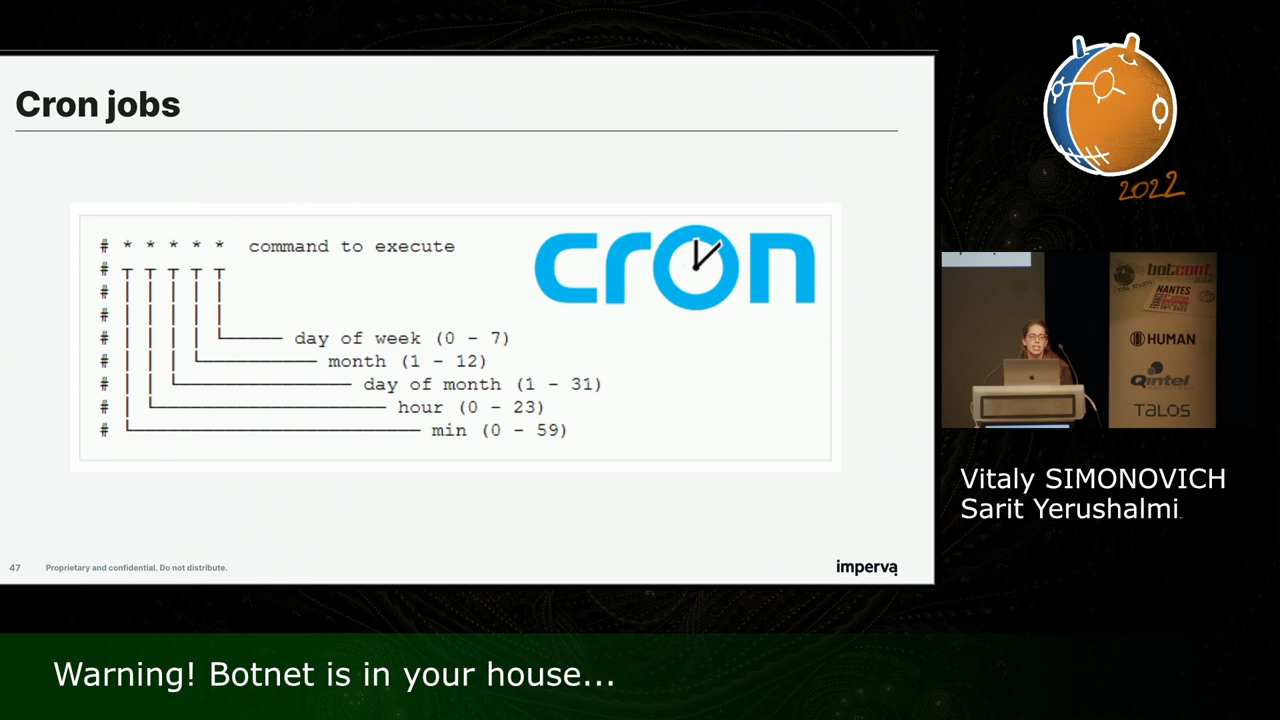 Cron jobs
# * * * * * command to execute
#
#
#
# day of week (0 - 7)
# month (1 - 12)
# day of month (1 - 31)
# hour (0 - 23)
# min (0 - 59)
cron
47 Proprietary and confidential. Do not distribute.
imperva
2022
botconf
NANTES
HUMAN
Qintel
TALOS
Vitaly SIMONOVICH
Sarit Yerushalmi
Warning! Botnet is in your house...